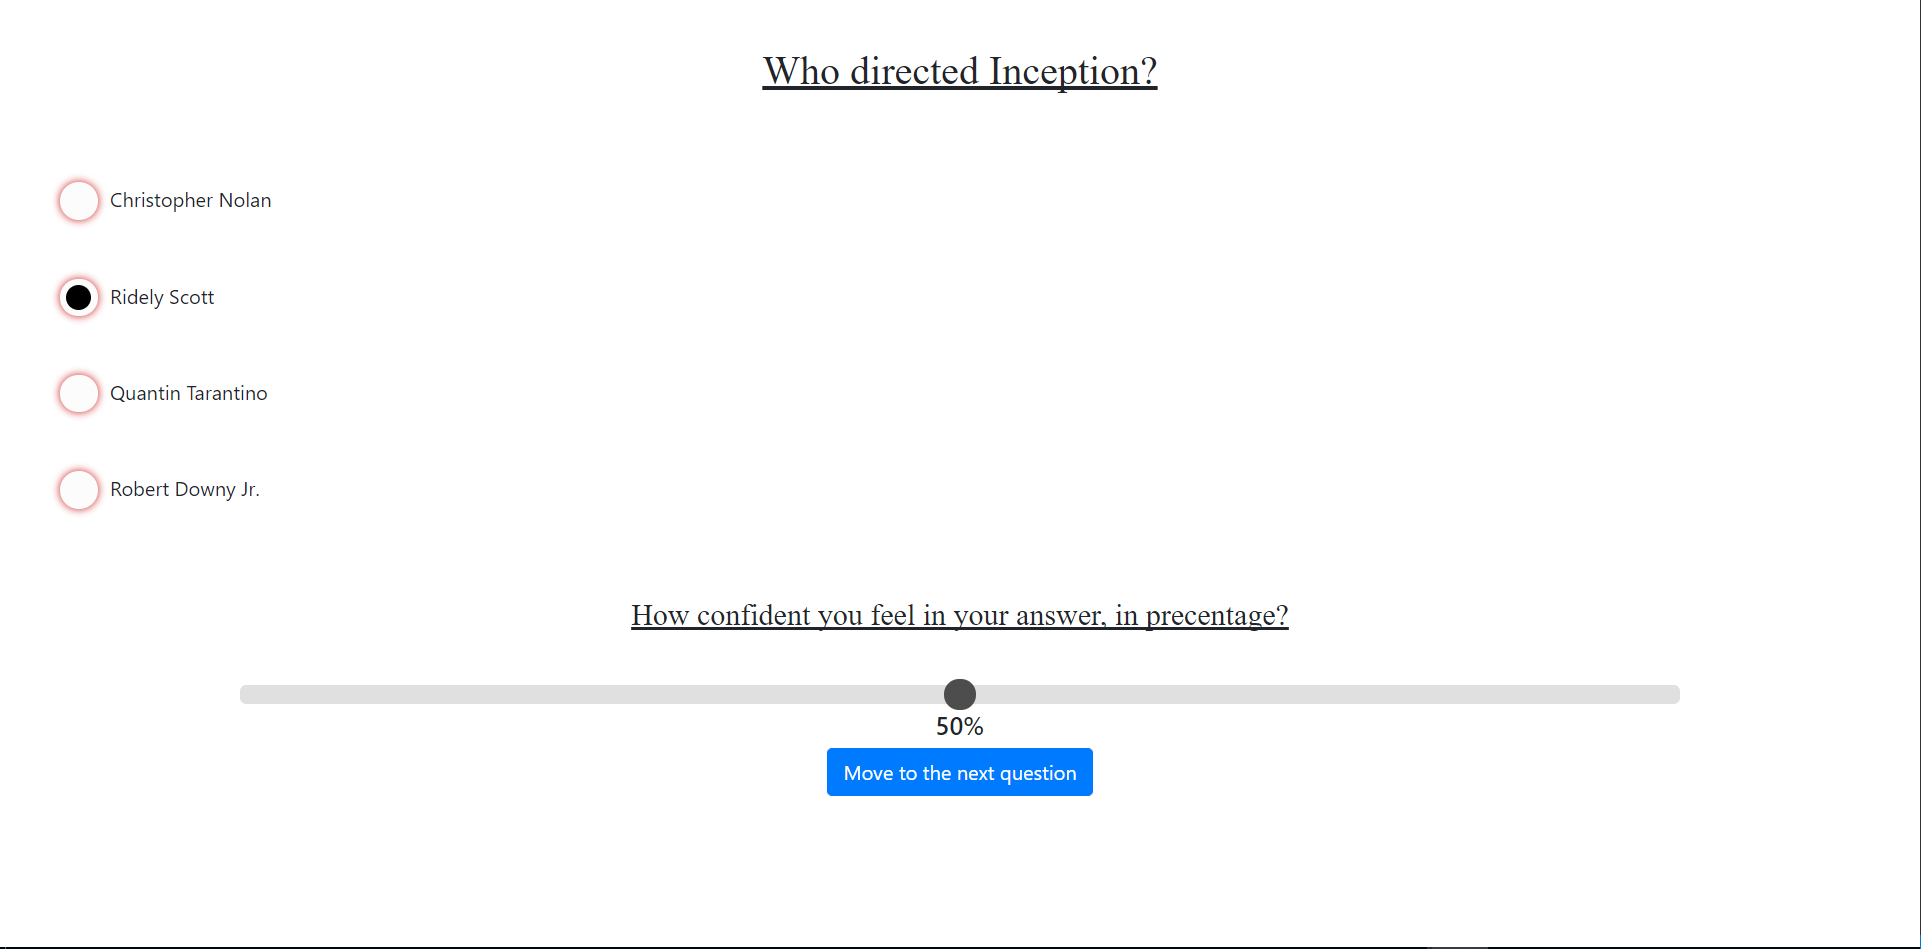 Who directed Inception?
Christopher Nolan
Ridely Scott
Quantin Tarantino
Robert Downy Jr.
How confident you feel in your answer, in precentage?
50%
Move to the next question